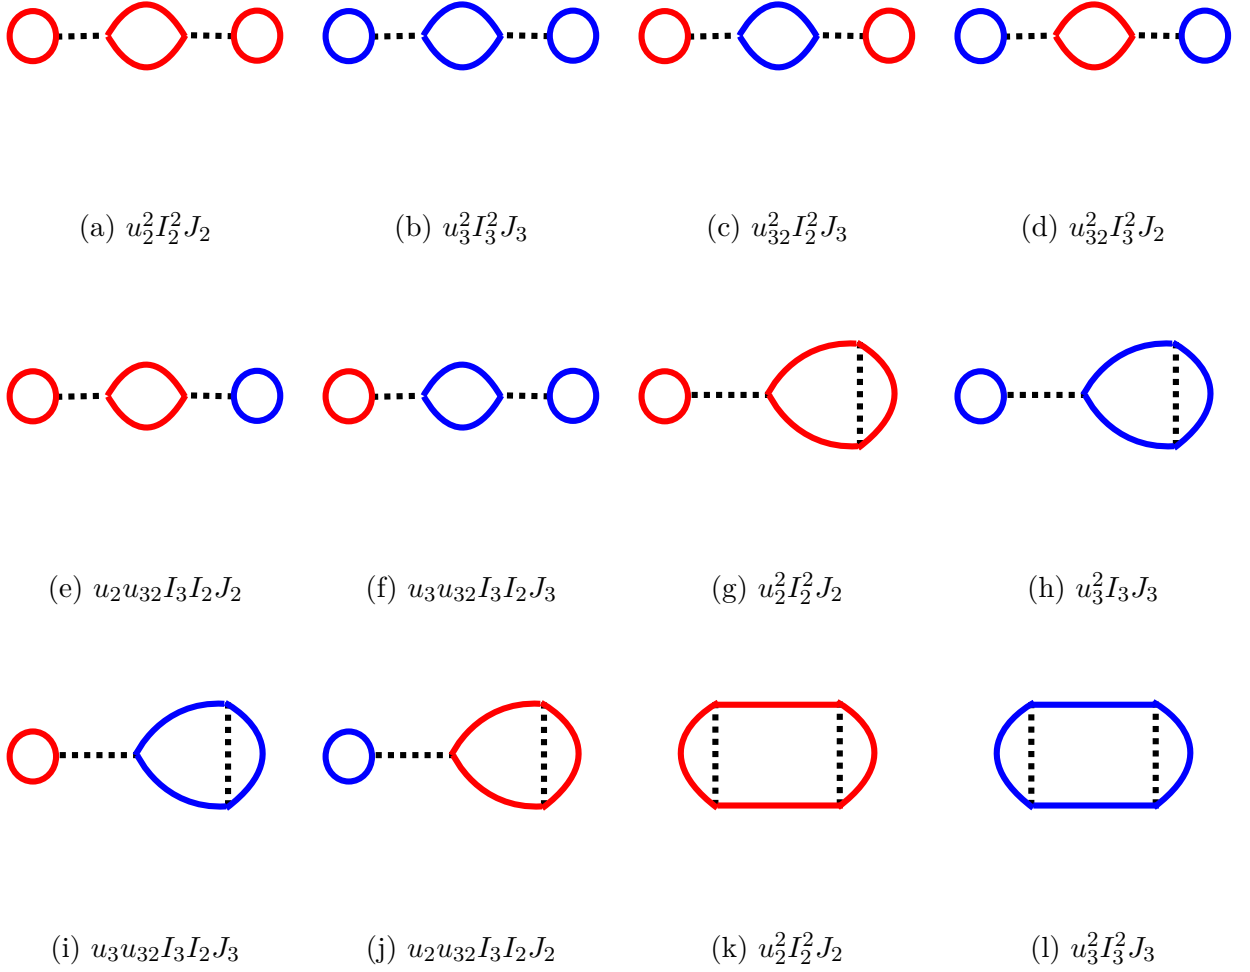 (a) $u_2^2 I_2^2 J_2$ (b) $u_3^2 I_3^2 J_3$ (c) $u_{32}^2 I_2^2 J_3$ (d) $u_{32}^2 I_3^2 J_2$
(e) $u_2 u_{32} I_3 I_2 J_2$ (f) $u_3 u_{32} I_3 I_2 J_3$ (g) $u_2^2 I_2^2 J_2$ (h) $u_3^2 I_3 J_3$
(i) $u_3 u_{32} I_3 I_2 J_3$ (j) $u_2 u_{32} I_3 I_2 J_2$ (k) $u_2^2 I_2^2 J_2$ (l) $u_3^2 I_3^2 J_3$